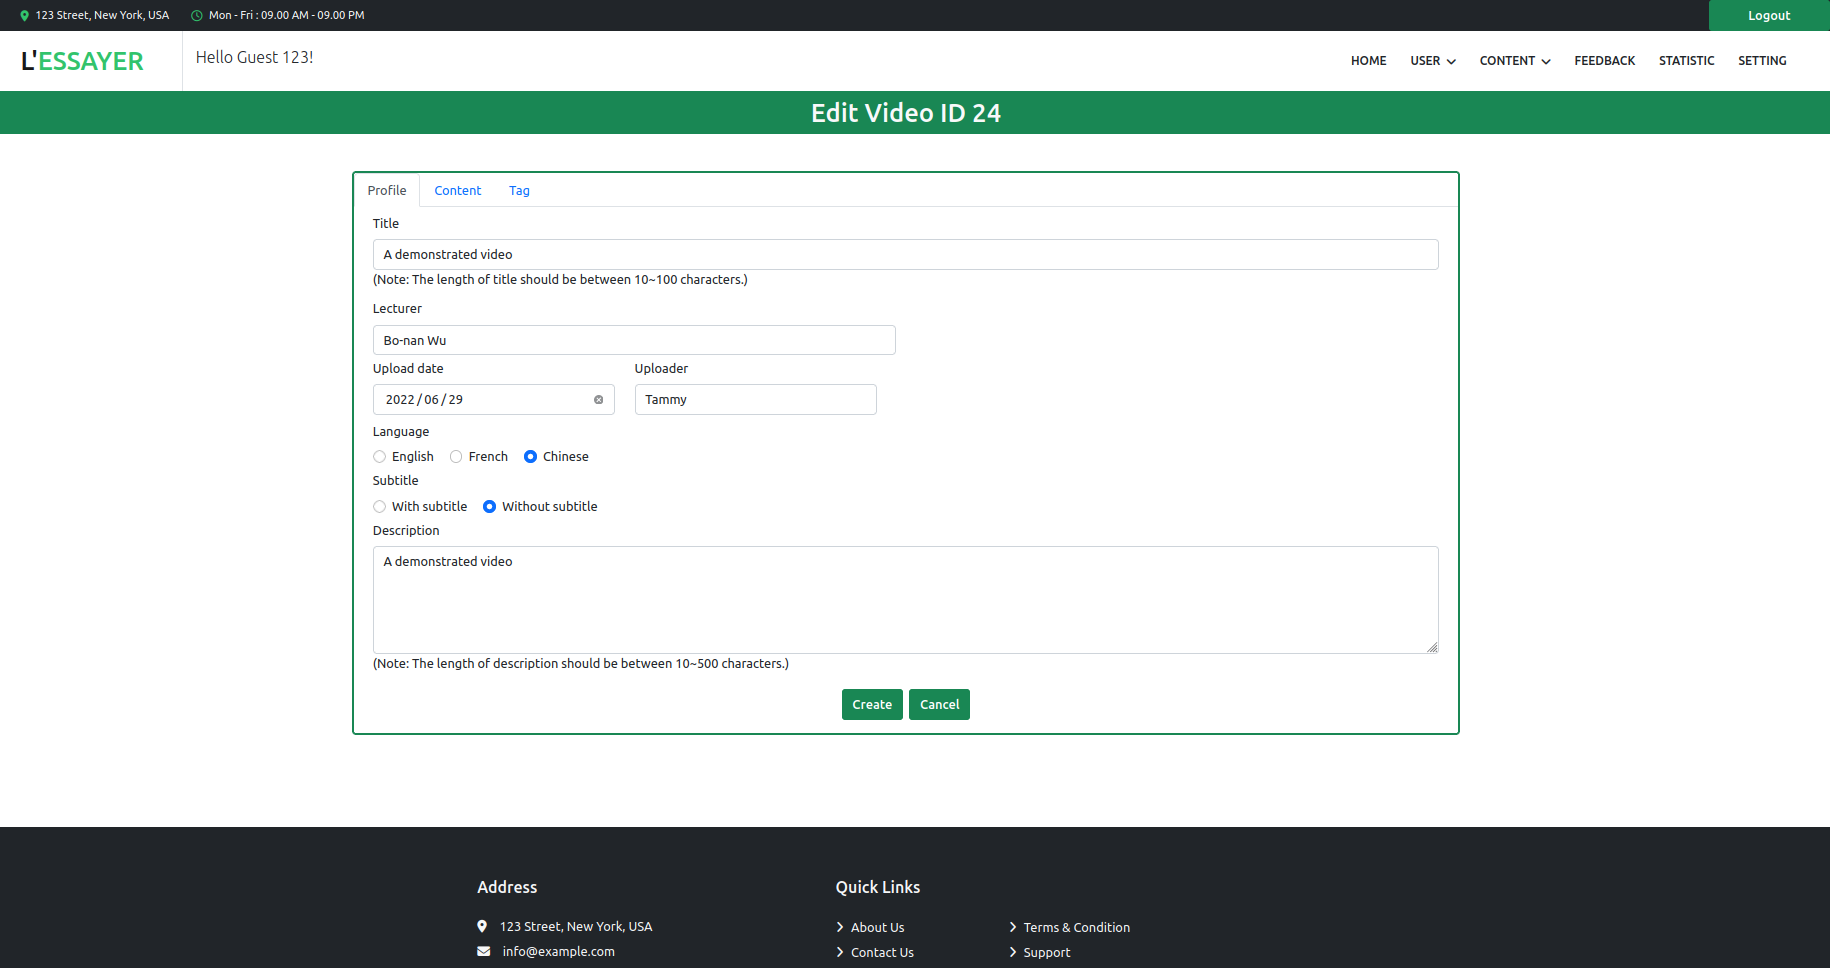 123 Street, New York, USA
Mon - Fri : 09.00 AM - 09.00 PM
Logout
L'ESSAYER
Hello Guest 123!
HOME
USER
CONTENT
FEEDBACK
STATISTIC
SETTING
Edit Video ID 24
Profile
Content
Tag
Title
A demonstrated video
(Note: The length of title should be between 10~100 characters.)
Lecturer
Bo-nan Wu
Upload date
Uploader
2022/06/29
Tammy
Language
English
French
Chinese
Subtitle
With subtitle
Without subtitle
Description
A demonstrated video
(Note: The length of description should be between 10~500 characters.)
Create
Cancel
Address
123 Street, New York, USA
info@example.com
Quick Links
About Us
Terms & Condition
Contact Us
Support